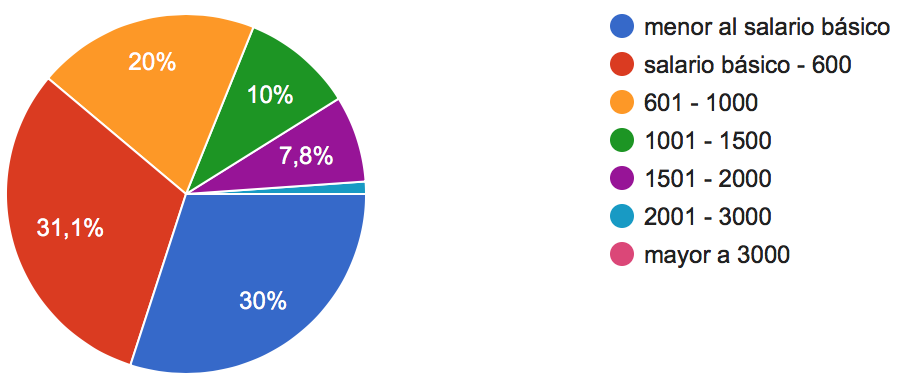 20%
10%
7,8%
31,1%
30%
menor al salario básico
salario básico - 600
601 - 1000
1001 - 1500
1501 - 2000
2001 - 3000
mayor a 3000